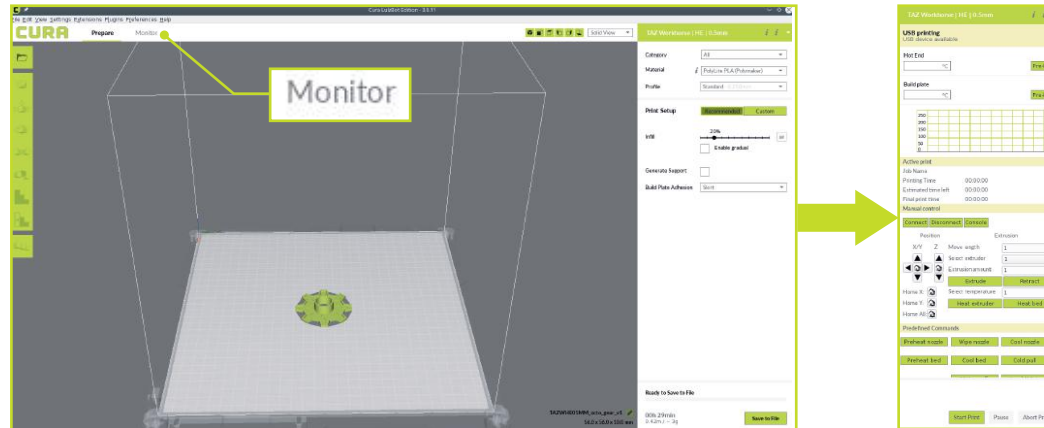 Cura LulzBot Edition - 3.6.11
File Edit View Settings Extensions Plugins Preferences Help
CURA Prepare Monitor
Solid View
Monitor
TAZ Workhorse | HE | 0.5mm
Category All
Material PolyLite PLA (Polymaker)
Profile Standard
Print Setup Recommended Custom
Infill 20%
Enable gradual
Generate Support
Build Plate Adhesion Skirt
Ready to Save to File
00h 29min
Save to File
TAZ Workhorse | HE | 0.5mm
USB printing
USB device available
Hot End
°C
Build plate
°C
250
200
150
100
50
0
Active print
Job Name
Printing Time 00:00:00
Estimated time left 00:00:00
Final print time 00:00:00
Manual control
Connect Disconnect Console
Position Extrusion
X/Y Z Move length 1
Select extruder 1
Extrusion amount 1
Extrude Retract
Home X: Select temperature 1
Home Y: Heat extruder Heat bed
Home All:
Predefined Commands
Preheat nozzle Wipe nozzle Cool nozzle
Preheat bed Cool bed Cold pull
Start Print Pause Abort